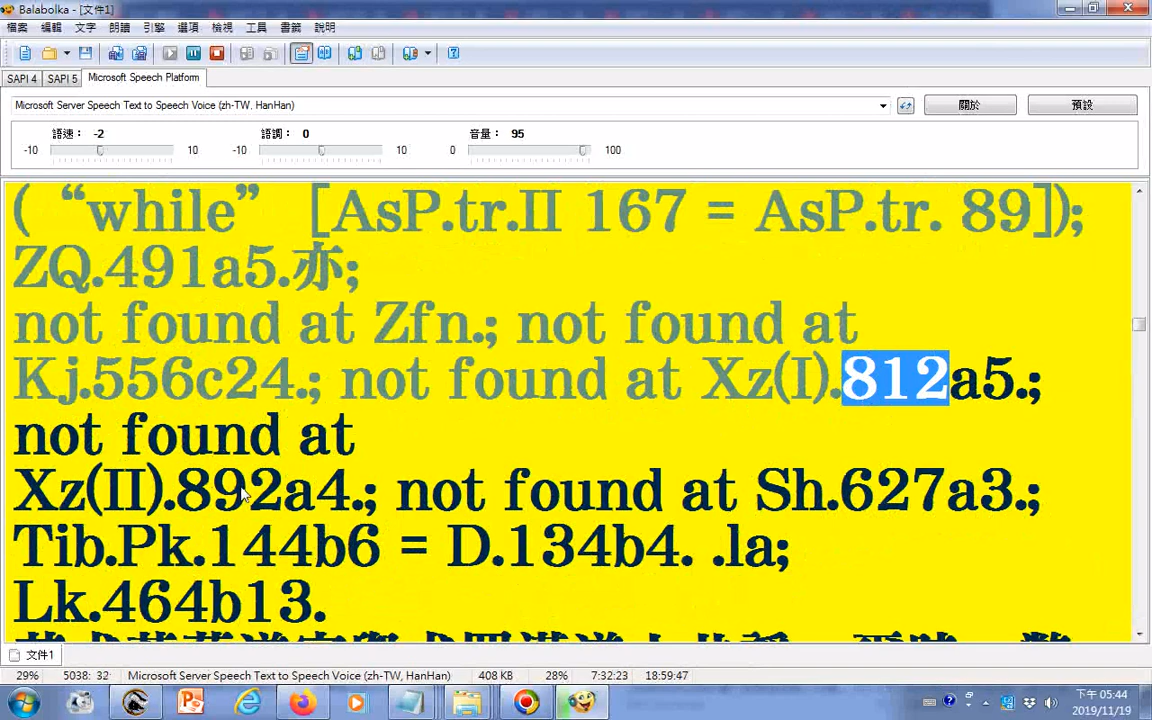 Balabolka - [文件1]
檔案 編輯 文字 朗讀 引擎 選項 檢視 工具 書籤 說明
SAPI 4 SAPI 5 Microsoft Speech Platform
Microsoft Server Speech Text to Speech Voice (zh-TW, HanHan) 關於 預設
語速： -2 語調： 0 音量： 95
-10 10 -10 10 0 100
(“while” [AsP.tr.II 167 = AsP.tr. 89]);
ZQ.491a5.亦;
not found at Zfn.; not found at
Kj.556c24.; not found at Xz(I).812a5.;
not found at
Xz(II).892a4.; not found at Sh.627a3.;
Tib.Pk.144b6 = D.134b4. .la;
Lk.464b13.
文件1
29% 5038: 32 Microsoft Server Speech Text to Speech Voice (zh-TW, HanHan) 408 KB 28% 7:32:23 18:59:47
下午 05:44
2019/11/19